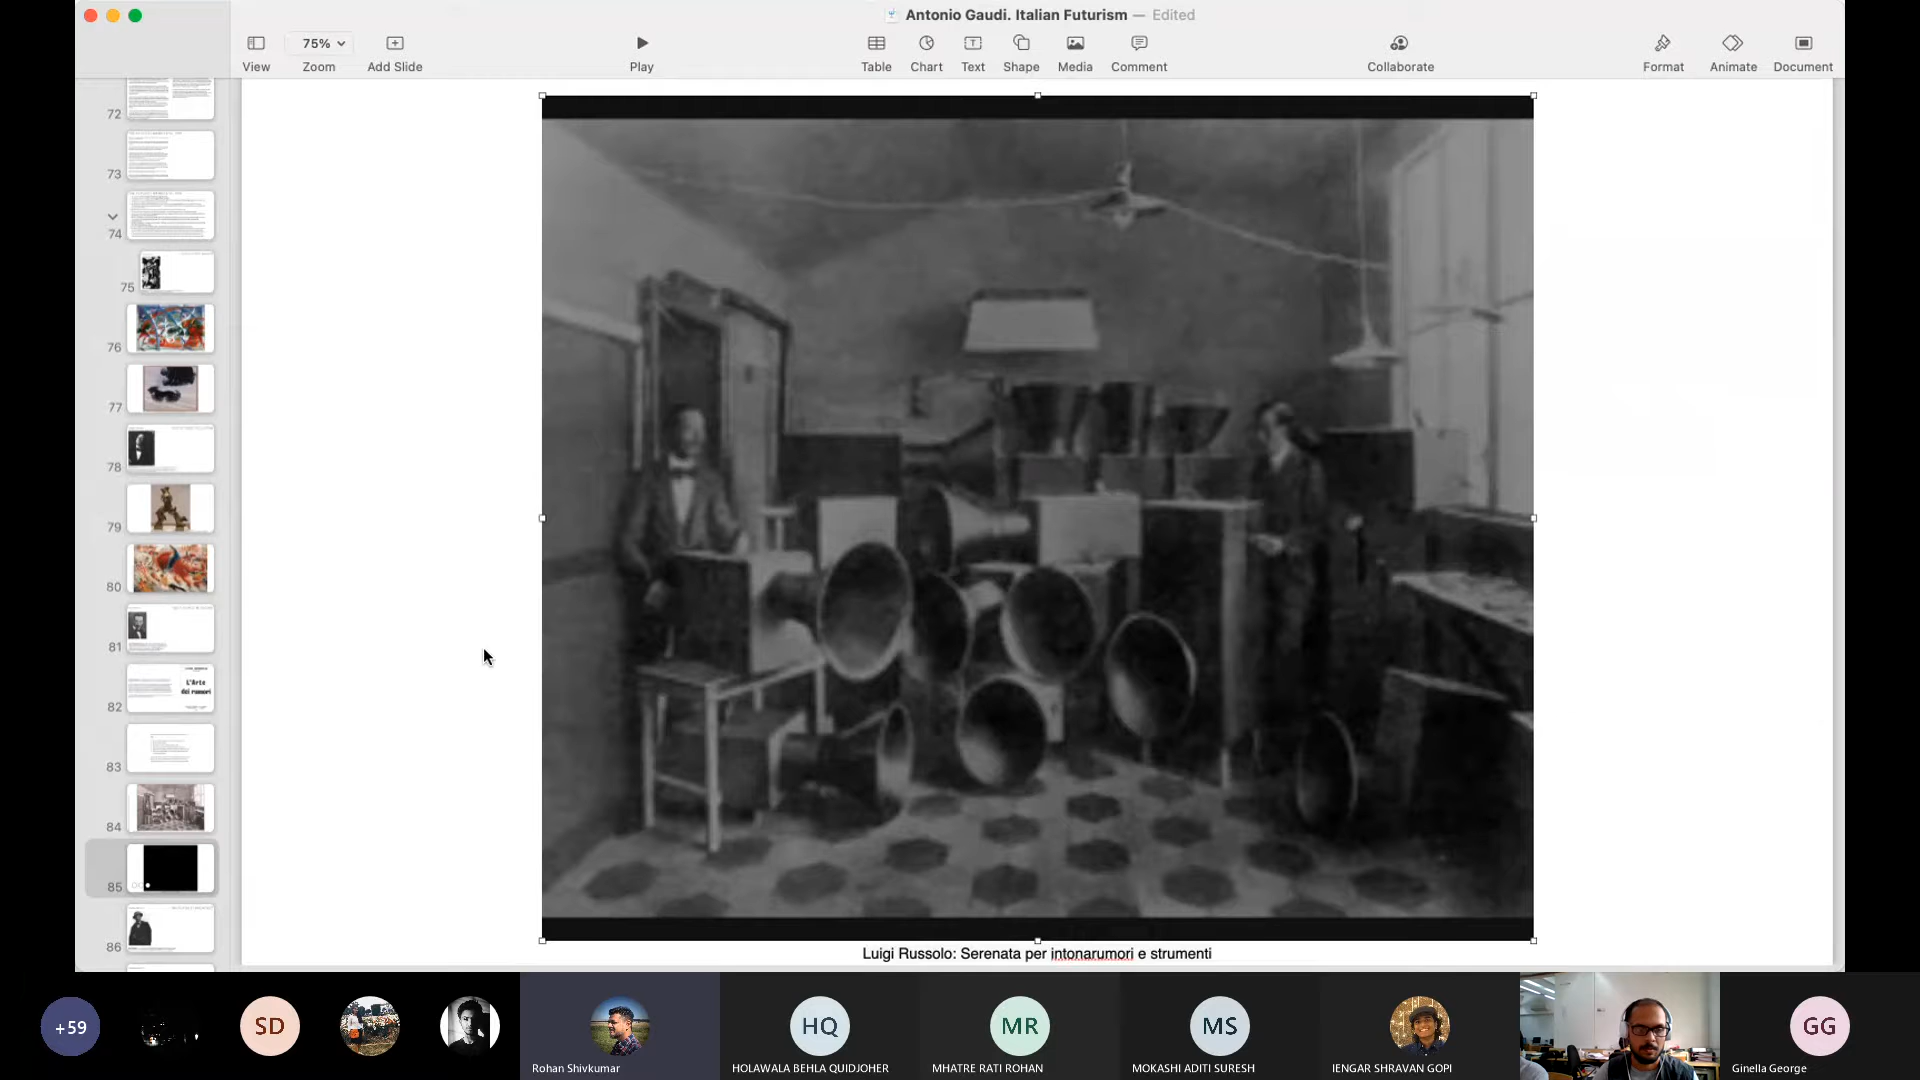 Antonio Gaudi. Italian Futurism — Edited
75%
View
Zoom
Add Slide
Play
Table
Chart
Text
Shape
Media
Comment
Collaborate
Format
Animate
Document
72
73
74
75
76
77
78
79
80
81
82
L'Arte
dei rumori
83
84
85
86
Luigi Russolo: Serenata per intonarumori e strumenti
+59
SD
HQ
MR
MS
GG
Rohan Shivkumar
HOLAWALA BEHLA QUIDJOHER
MHATRE RATI ROHAN
MOKASHI ADITI SURESH
IENGAR SHRAVAN GOPI
Ginella George